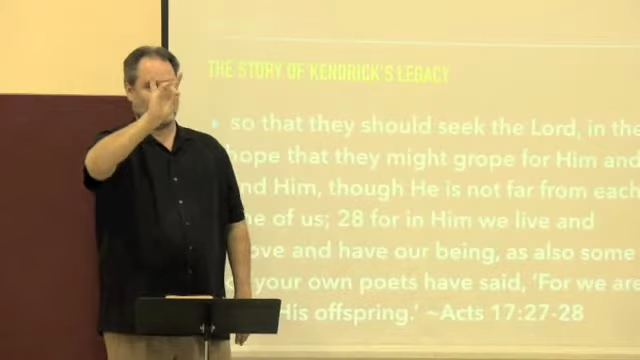 THE STORY OF KENDRICK'S LEGACY
so that they should seek the Lord, in the
hope that they might grope for Him and
Him, though He is not far from each
of us; 28 for in Him we live and
and have our being, as also some
your own poets have said, 'For we are
His offspring.' ~Acts 17:27-28